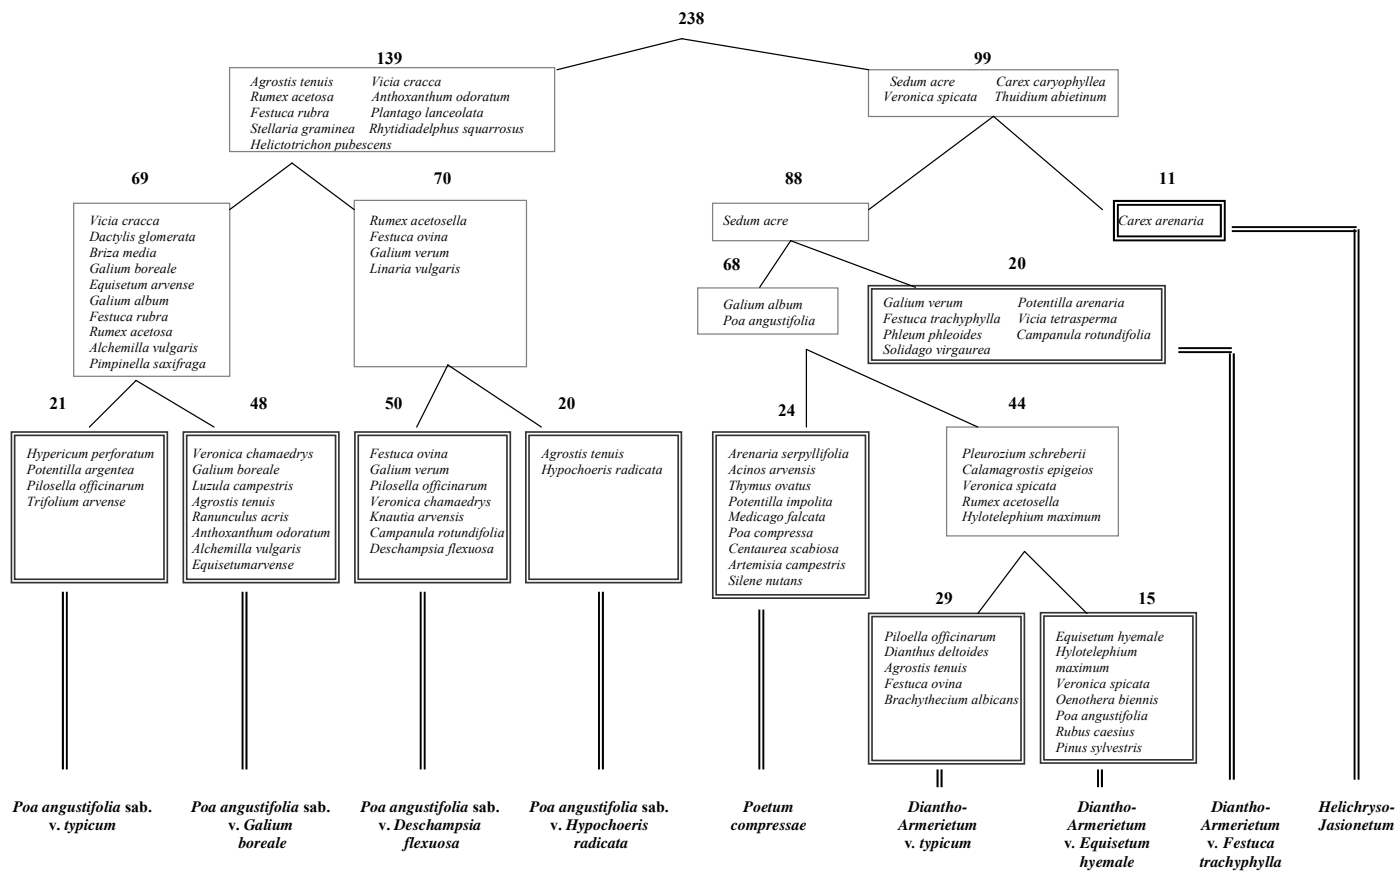 238
139
Agrostis tenuis Vicia cracca
Rumex acetosa Anthoxanthum odoratum
Festuca rubra Plantago lanceolata
Stellaria graminea Rhytidiadelphus squarrosus
Helictotrichon pubescens
99
Sedum acre Carex caryophyllea
Veronica spicata Thuidium abietinum
69
Vicia cracca
Dactylis glomerata
Briza media
Galium boreale
Equisetum arvense
Galium album
Festuca rubra
Rumex acetosa
Alchemilla vulgaris
Pimpinella saxifraga
70
Rumex acetosella
Festuca ovina
Galium verum
Linaria vulgaris
88
Sedum acre
11
Carex arenaria
68
Galium album
Poa angustifolia
20
Galium verum Potentilla arenaria
Festuca trachyphylla Vicia tetrasperma
Phleum phleoides Campanula rotundifolia
Solidago virgaurea
21
Hypericum perforatum
Potentilla argentea
Pilosella officinarum
Trifolium arvense
48
Veronica chamaedrys
Galium boreale
Luzula campestris
Agrostis tenuis
Ranunculus acris
Anthoxanthum odoratum
Alchemilla vulgaris
Equisetumarvense
50
Festuca ovina
Galium verum
Pilosella officinarum
Veronica chamaedrys
Knautia arvensis
Campanula rotundifolia
Deschampsia flexuosa
20
Agrostis tenuis
Hypochoeris radicata
24
Arenaria serpyllifolia
Acinos arvensis
Thymus ovatus
Potentilla impolita
Medicago falcata
Poa compressa
Centaurea scabiosa
Artemisia campestris
Silene nutans
44
Pleurozium schreberii
Calamagrostis epigeios
Veronica spicata
Rumex acetosella
Hylotelephium maximum
29
Piloella officinarum
Dianthus deltoides
Agrostis tenuis
Festuca ovina
Brachythecium albicans
15
Equisetum hyemale
Hylotelephium
maximum
Veronica spicata
Oenothera biennis
Poa angustifolia
Rubus caesius
Pinus sylvestris
Poa angustifolia sab.
v. typicum
Poa angustifolia sab.
v. Galium
boreale
Poa angustifolia sab.
v. Deschampsia
flexuosa
Poa angustifolia sab.
v. Hypochoeris
radicata
Poetum
compressae
Diantho-
Armerietum
v. typicum
Diantho-
Armerietum
v. Equisetum
hyemale
Diantho-
Armerietum
v. Festuca
trachyphylla
Helichryso-
Jasionetum